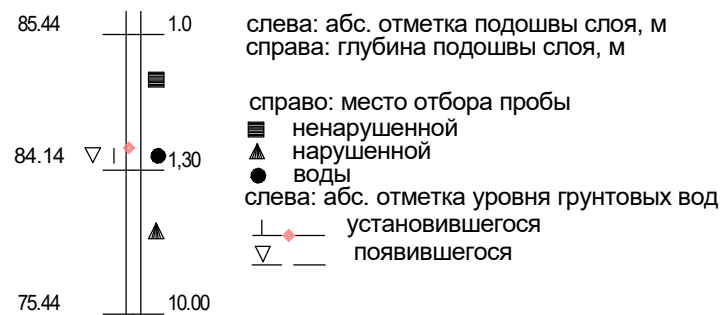 85.44 1.0 слева: абс. отметка подошвы слоя, м
справа: глубина подошвы слоя, м
справо: место отбора пробы
ненарушенной
нарушенной
84.14 1,30 воды
слева: абс. отметка уровня грунтовых вод
установившегося
появившегося
75.44 10.00